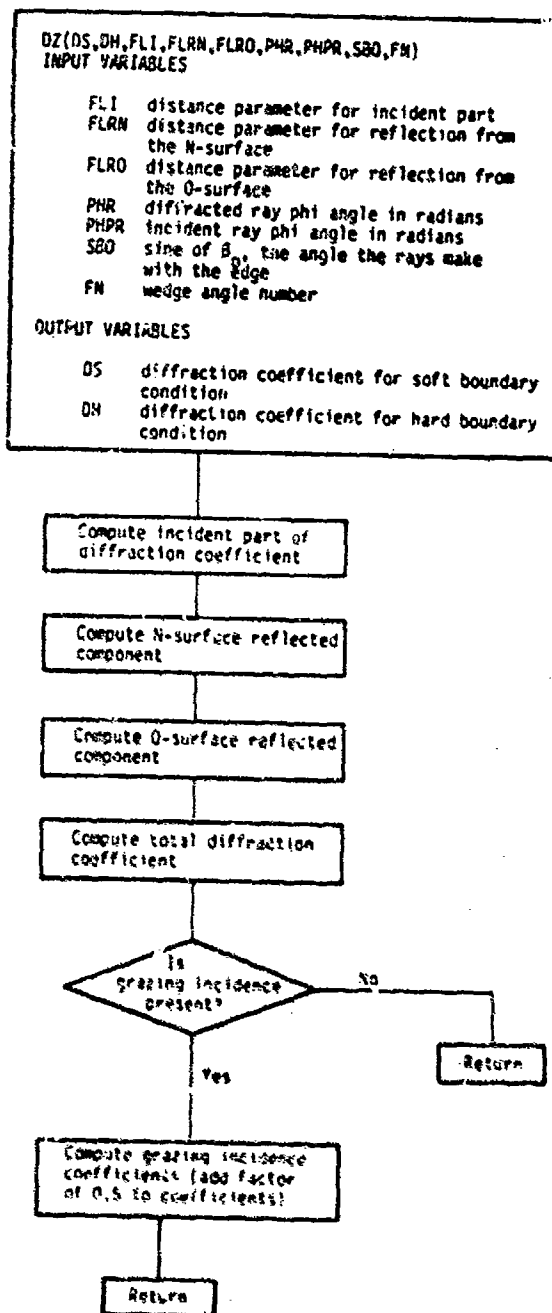 DZ(DS,DH,FLI,FLRN,FLRO,PHR,PHPR,SBO,FN)
INPUT VARIABLES
FLI distance parameter for incident part
FLRN distance parameter for reflection from
the N-surface
FLRO distance parameter for reflection from
the O-surface
PHR diffracted ray phi angle in radians
PHPR incident ray phi angle in radians
SBO sine of βo, the angle the rays make
with the edge
FN wedge angle number
OUTPUT VARIABLES
DS diffraction coefficient for soft boundary
condition
DH diffraction coefficient for hard boundary
condition
Compute incident part of
diffraction coefficient
Compute N-surface reflected
component
Compute O-surface reflected
component
Compute total diffraction
coefficient
Is
grazing incidence
present?
No
Return
Yes
Compute grazing incidence
coefficients (add factor
of 0.5 to coefficients)
Return